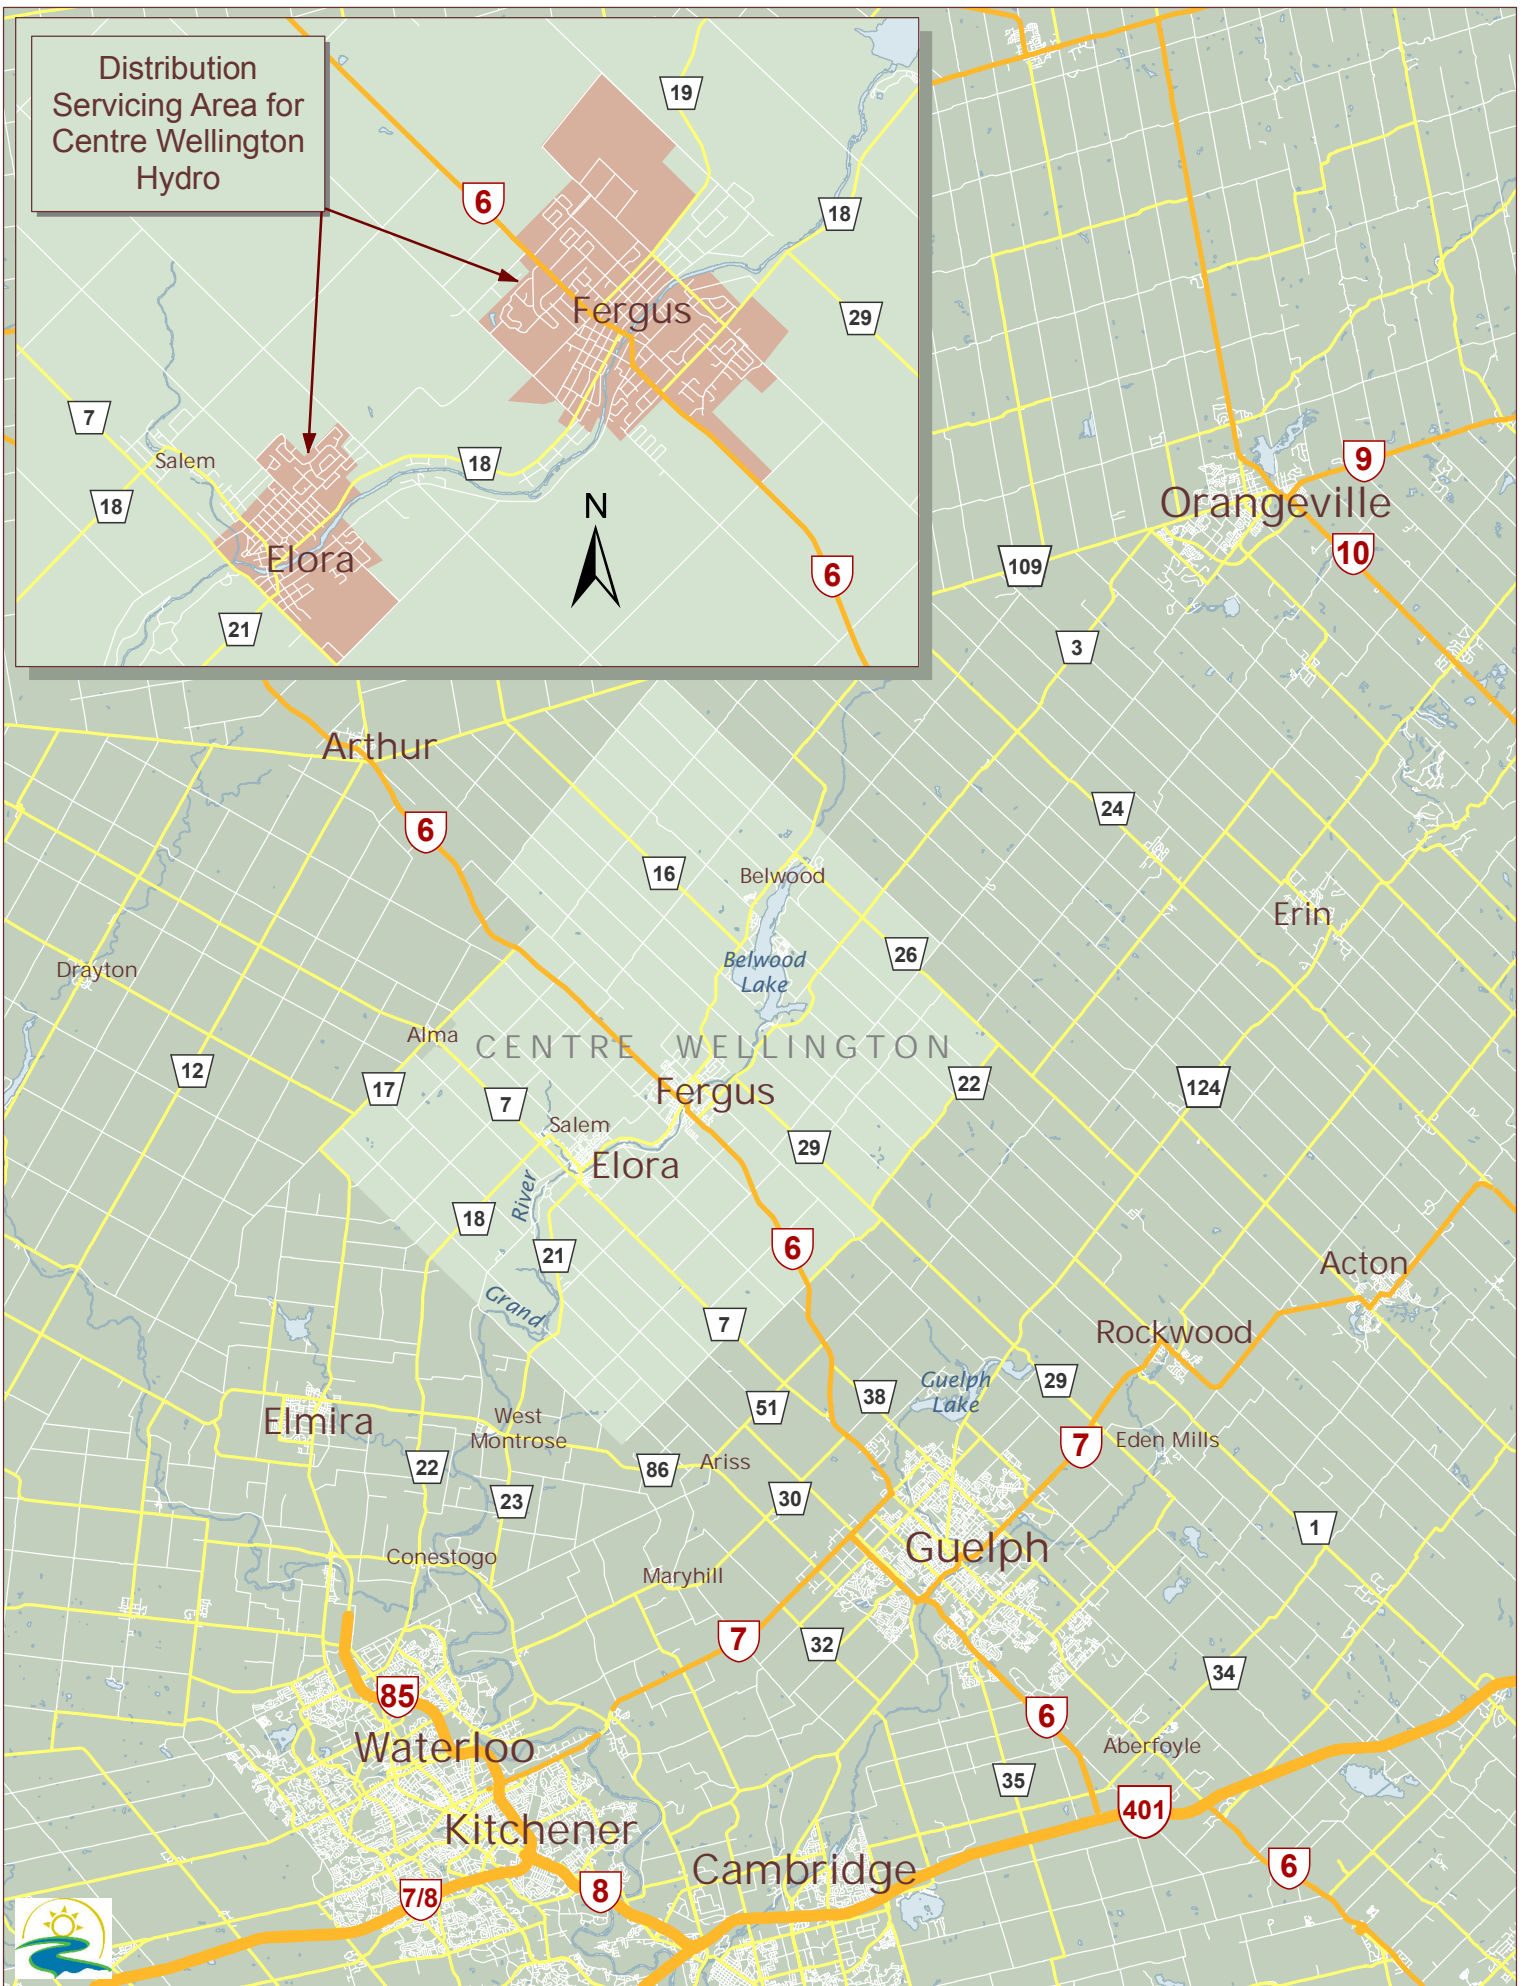 Distribution
Servicing Area for
Centre Wellington
Hydro
19
6
18
Fergus
29
7
Salem
18
18
N
Elora
6
21
9
Orangeville
10
109
3
Arthur
6
24
16
Belwood
Erin
26
Belwood
Lake
Drayton
Alma
CENTRE WELLINGTON
12
17
7
Fergus
22
124
Salem
29
Elora
River
18
21
6
Acton
Grand
7
Rockwood
Guelph
Lake
29
38
51
Elmira
West
Montrose
7
Eden Mills
22
86
Ariss
23
30
1
Guelph
Conestogo
Maryhill
7
32
34
85
6
Waterloo
Aberfoyle
35
401
Kitchener
Cambridge
6
7/8
8